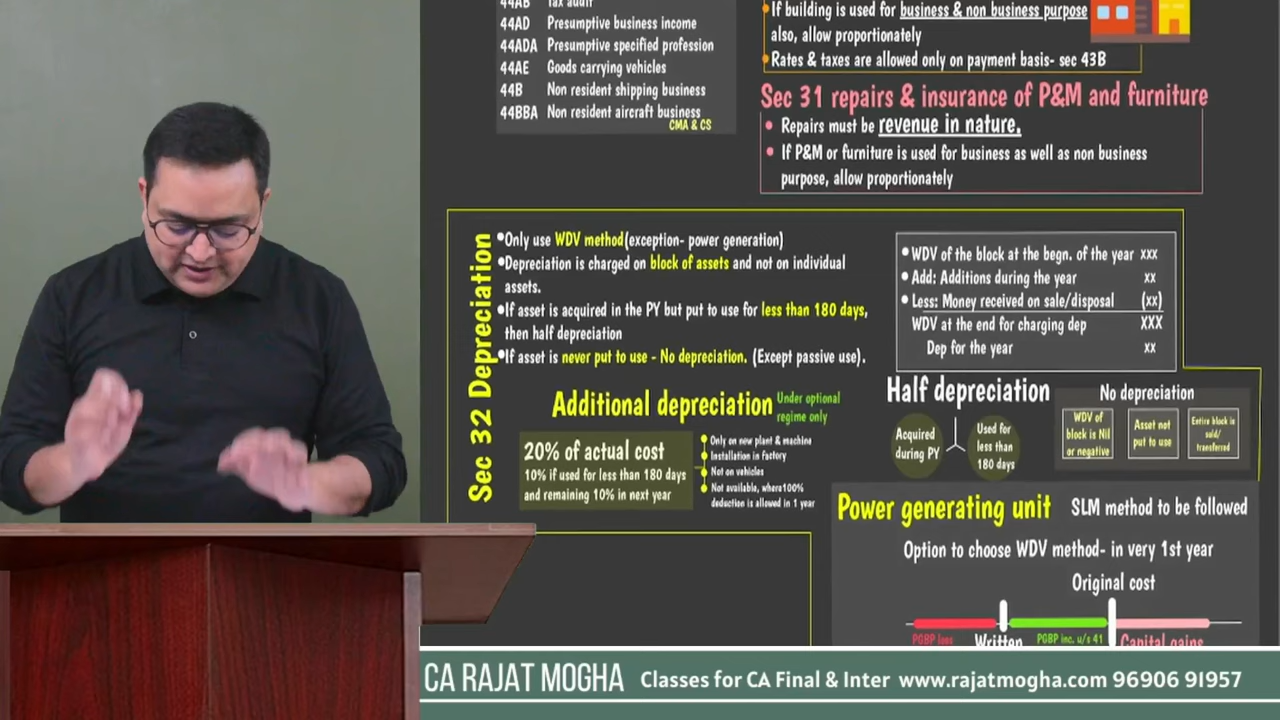 44AB Tax audit
44AD Presumptive business income
44ADA Presumptive specified profession
44AE Goods carrying vehicles
44B Non resident shipping business
44BBA Non resident aircraft business
CMA & CS
If building is used for business & non business purpose
also, allow proportionately
Rates & taxes are allowed only on payment basis- sec 43B
Sec 31 repairs & insurance of P&M and furniture
• Repairs must be revenue in nature.
• If P&M or furniture is used for business as well as non business
purpose, allow proportionately
Sec 32 Depreciation
•Only use WDV method(exception- power generation)
•Depreciation is charged on block of assets and not on individual
assets.
•If asset is acquired in the PY but put to use for less than 180 days,
then half depreciation
•If asset is never put to use - No depreciation. (Except passive use).
• WDV of the block at the begn. of the year xxx
• Add: Additions during the year xx
• Less: Money received on sale/disposal (xx)
WDV at the end for charging dep XXX
Dep for the year xx
Additional depreciation Under optional
regime only
20% of actual cost
10% if used for less than 180 days
and remaining 10% in next year
Only on new plant & machine
Installation in factory
Not on vehicles
Not available, where100%
deduction is allowed in 1 year
Half depreciation
Acquired
during PY
Used for
less than
180 days
No depreciation
WDV of
block is Nil
or negative
Asset not
put to use
Entire block is
sold/
transferred
Power generating unit SLM method to be followed
Option to choose WDV method- in very 1st year
Original cost
PGBP loss
Written
PGBP inc. u/s 41
Capital gains
CA RAJAT MOGHA Classes for CA Final & Inter www.rajatmogha.com 96906 91957